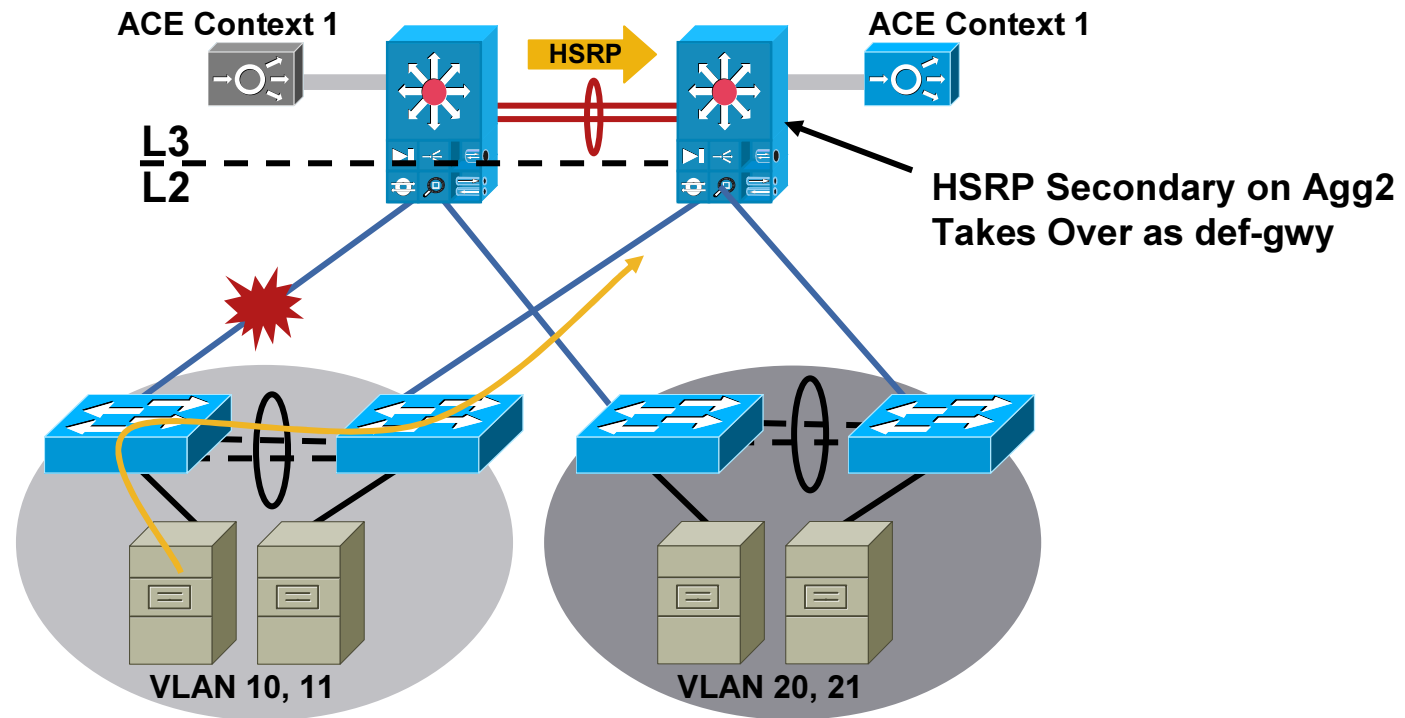 ACE Context 1
ACE Context 1
HSRP
L3
L2
HSRP Secondary on Agg2
Takes Over as def-gwy
VLAN 10, 11
VLAN 20, 21